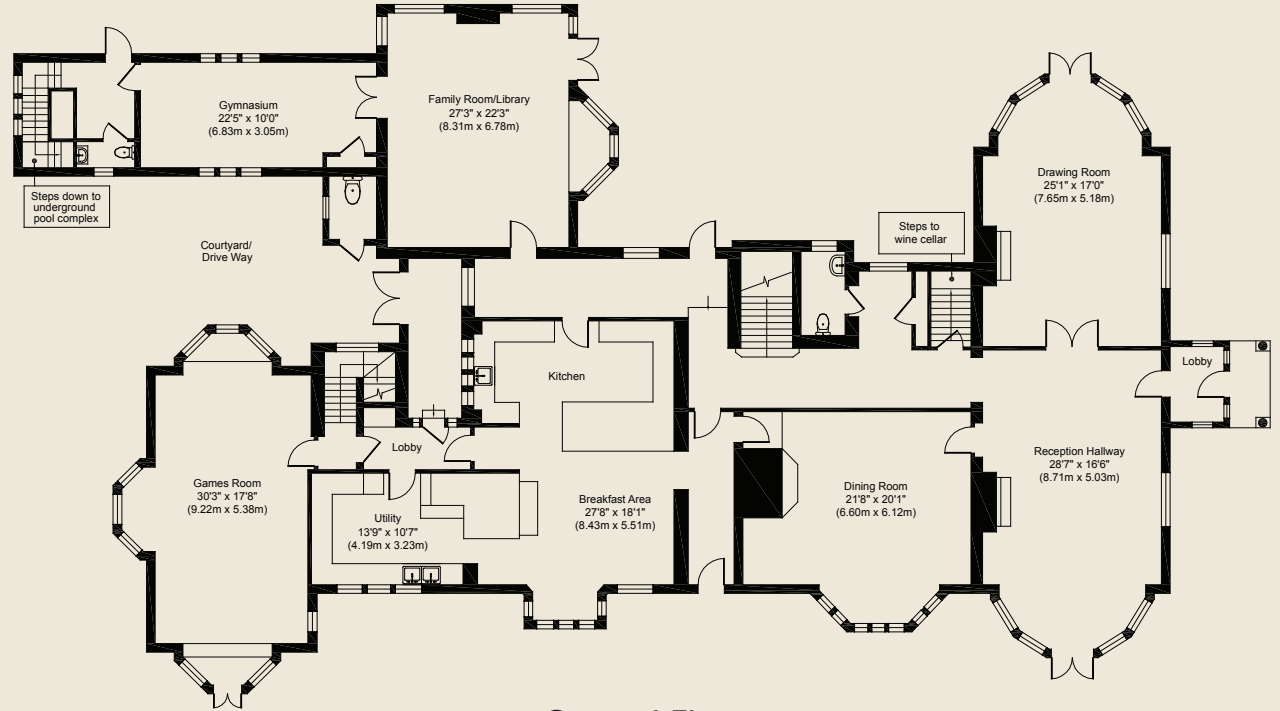 Gymnasium
22'5" x 10'0"
(6.83m x 3.05m)
Family Room/Library
27'3" x 22'3"
(8.31m x 6.78m)
Drawing Room
25'1" x 17'0"
(7.65m x 5.18m)
Steps down to
underground
pool complex
Courtyard/
Drive Way
Steps to
wine cellar
Kitchen
Lobby
Lobby
Reception Hallway
28'7" x 16'6"
(8.71m x 5.03m)
Games Room
30'3" x 17'8"
(9.22m x 5.38m)
Utility
13'9" x 10'7"
(4.19m x 3.23m)
Breakfast Area
27'8" x 18'1"
(8.43m x 5.51m)
Dining Room
21'8" x 20'1"
(6.60m x 6.12m)